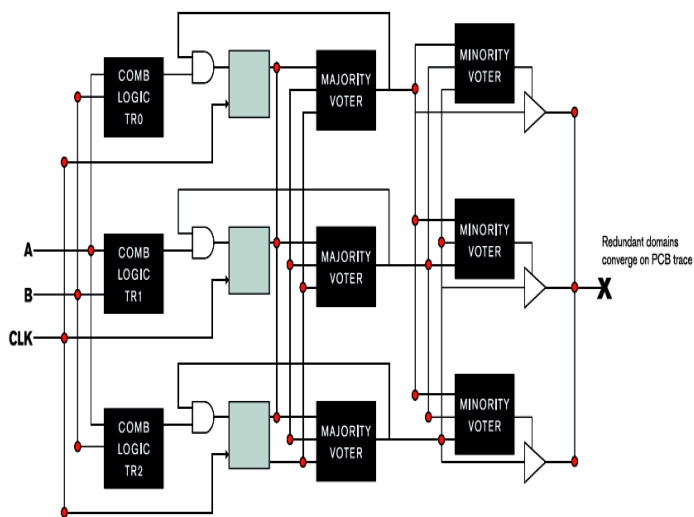 COMB
LOGIC
TR0
MAJORITY
VOTER
MINORITY
VOTER
A
B
CLK
COMB
LOGIC
TR1
MAJORITY
VOTER
MINORITY
VOTER
Redundant domains
converge on PCB trace
X
COMB
LOGIC
TR2
MAJORITY
VOTER
MINORITY
VOTER